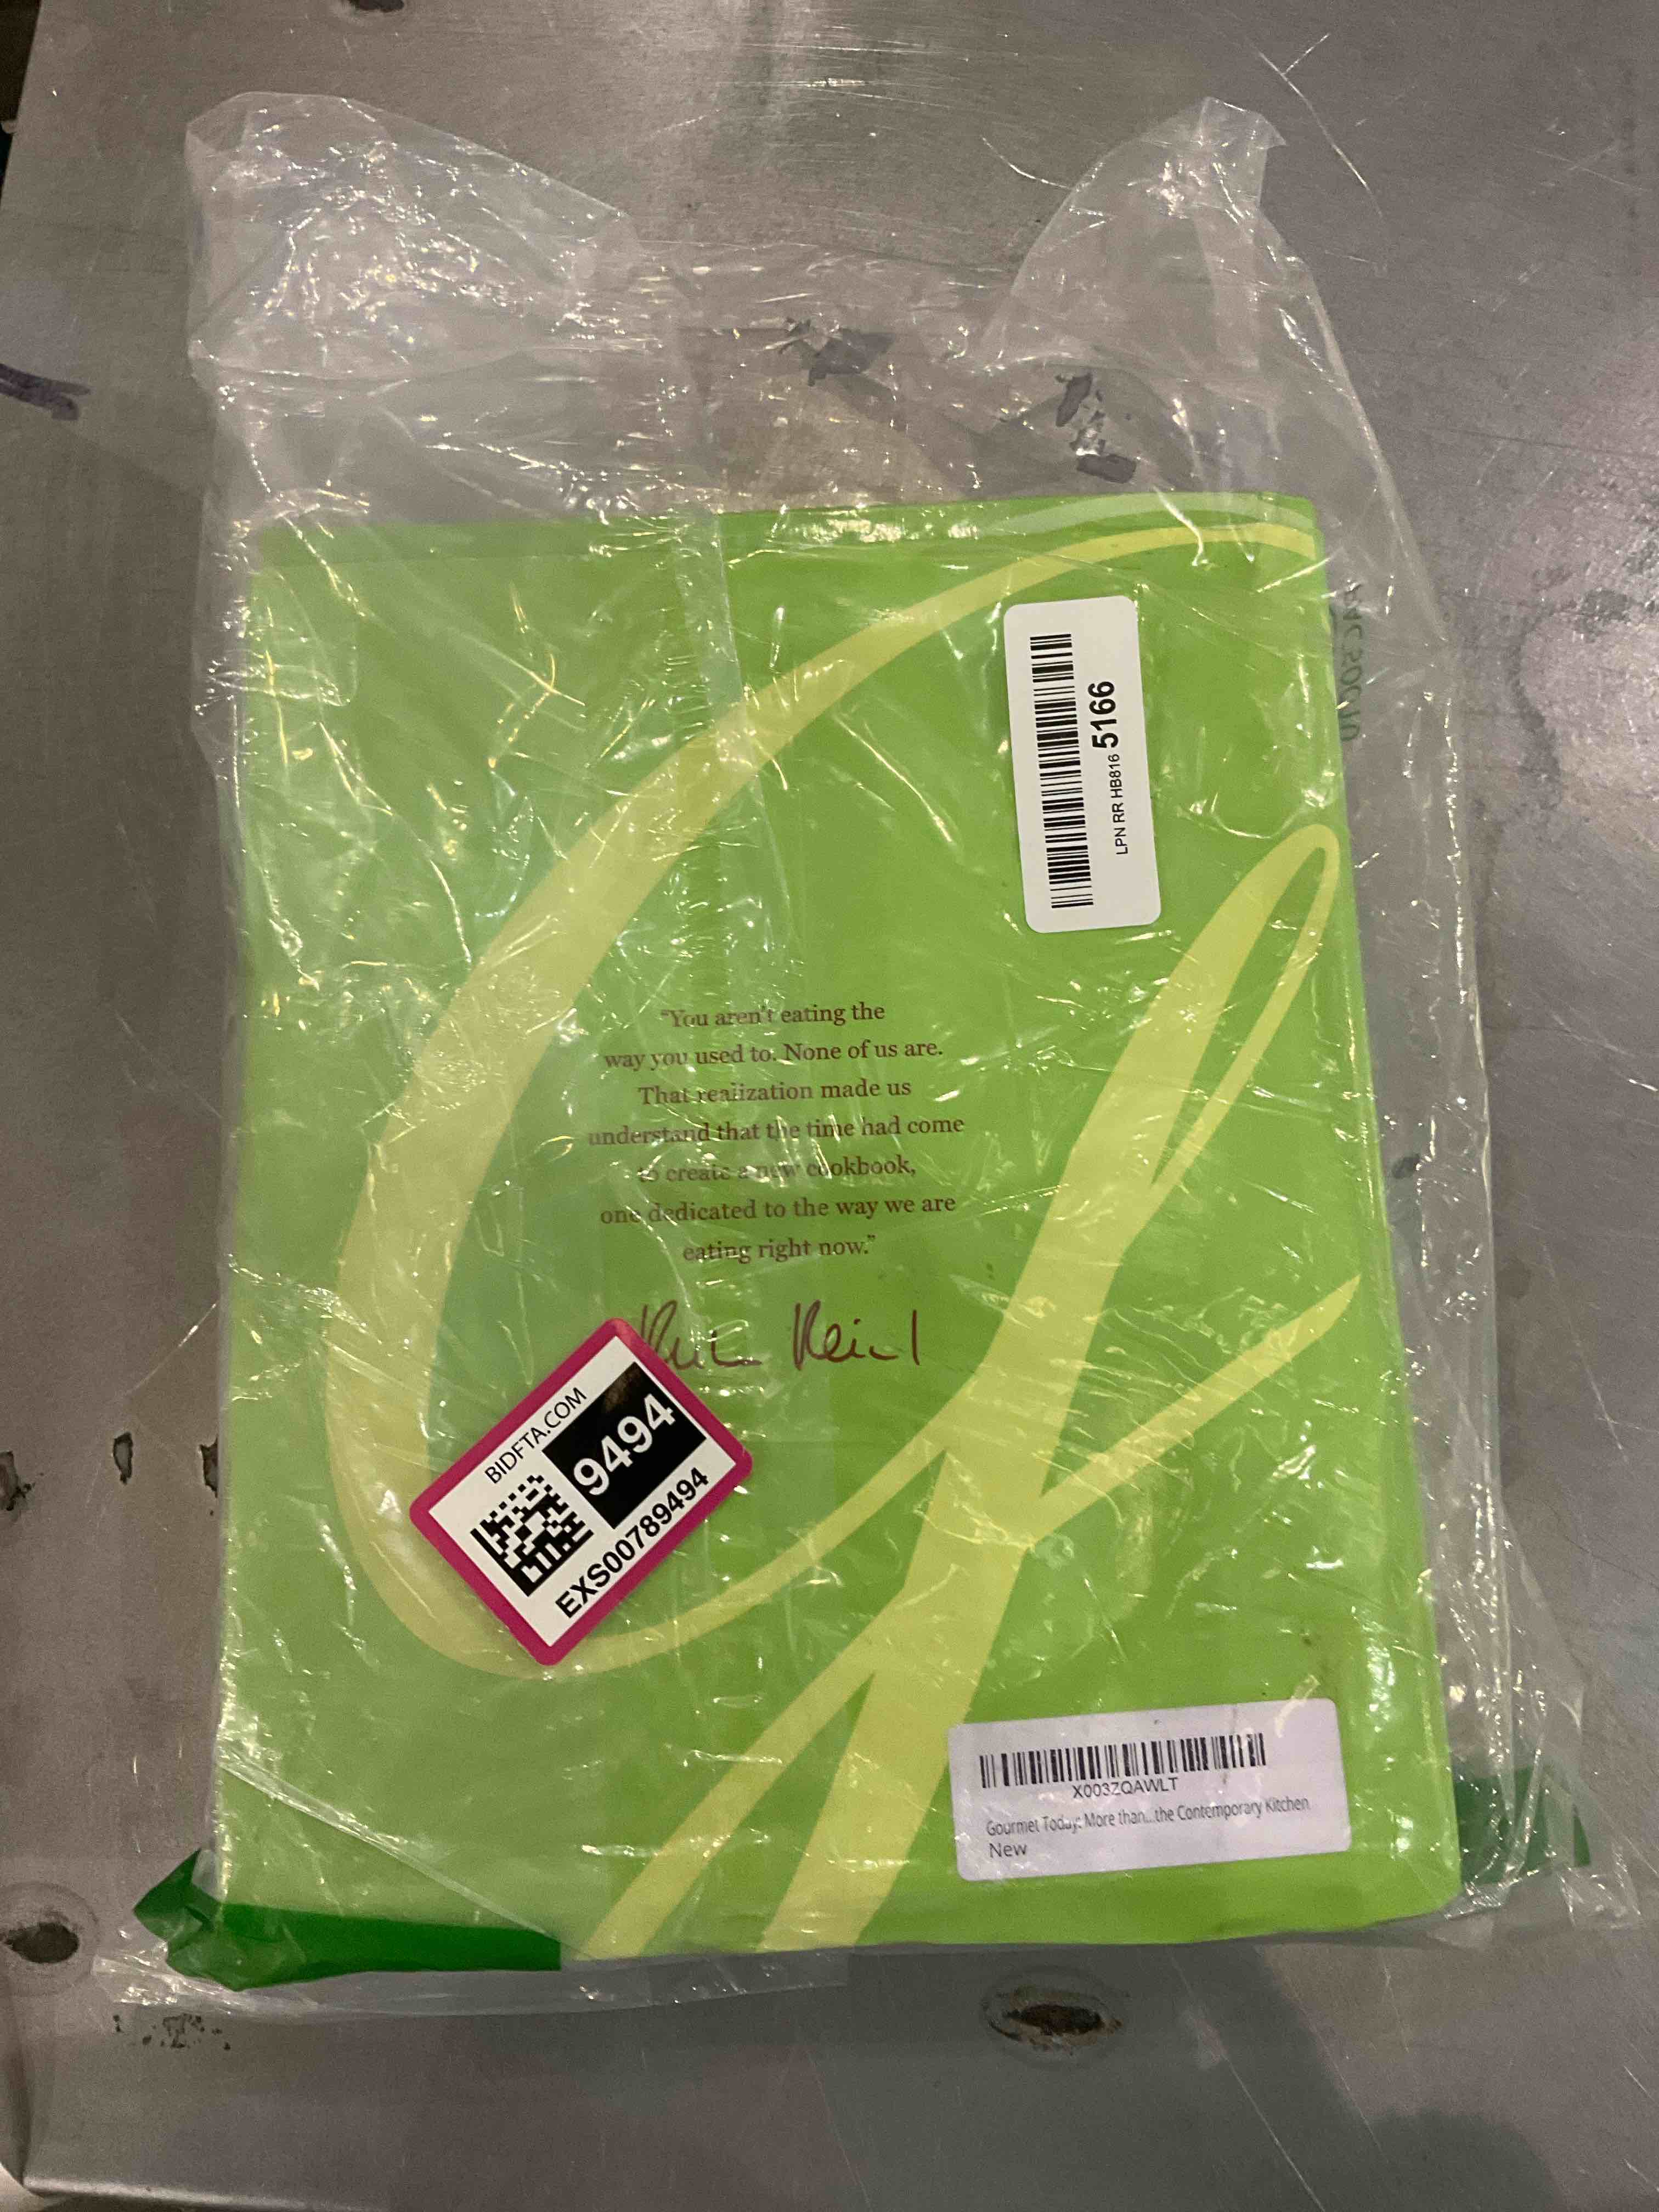 LPN RR HB816 5166
"You aren't eating the
way you used to. None of us are.
That realization made us
understand that the time had come
to create a new cookbook,
one dedicated to the way we are
eating right now."
BIDFTA.COM
9494
EXS00789494
X003ZQAWLT
Gourmet Today: More than...the Contemporary Kitchen
New